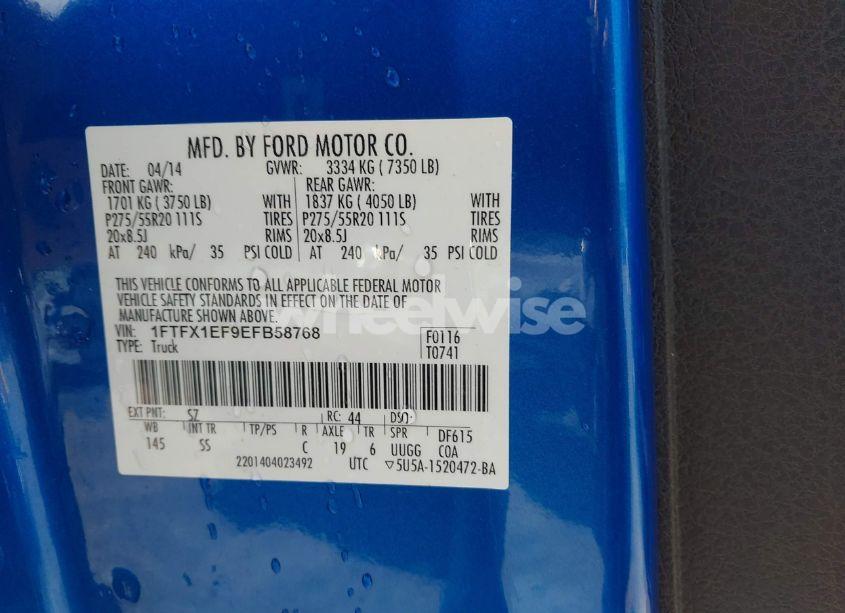 MFD. BY FORD MOTOR CO.
DATE: 04/14 GVWR: 3334 KG ( 7350 LB)
FRONT GAWR: REAR GAWR:
1701 KG ( 3750 LB) WITH 1837 KG ( 4050 LB) WITH
P275/55R20 111S TIRES P275/55R20 111S TIRES
20x8.5J RIMS 20x8.5J RIMS
AT 240 kPa/ 35 PSI COLD AT 240 kPa/ 35 PSI COLD
THIS VEHICLE CONFORMS TO ALL APPLICABLE FEDERAL MOTOR
VEHICLE SAFETY STANDARDS IN EFFECT ON THE DATE OF
MANUFACTURE SHOWN ABOVE.
VIN: 1FTFX1EF9EFB58768 F0116
TYPE: Truck T0741
EXT PNT: SZ RC: 44 DSO:
WB INT TR TP/PS R AXLE TR SPR DF615
145 SS C 19 6 UUGG COA
2201404023492 UTC ▽5U5A-1520472-BA
wheelwise